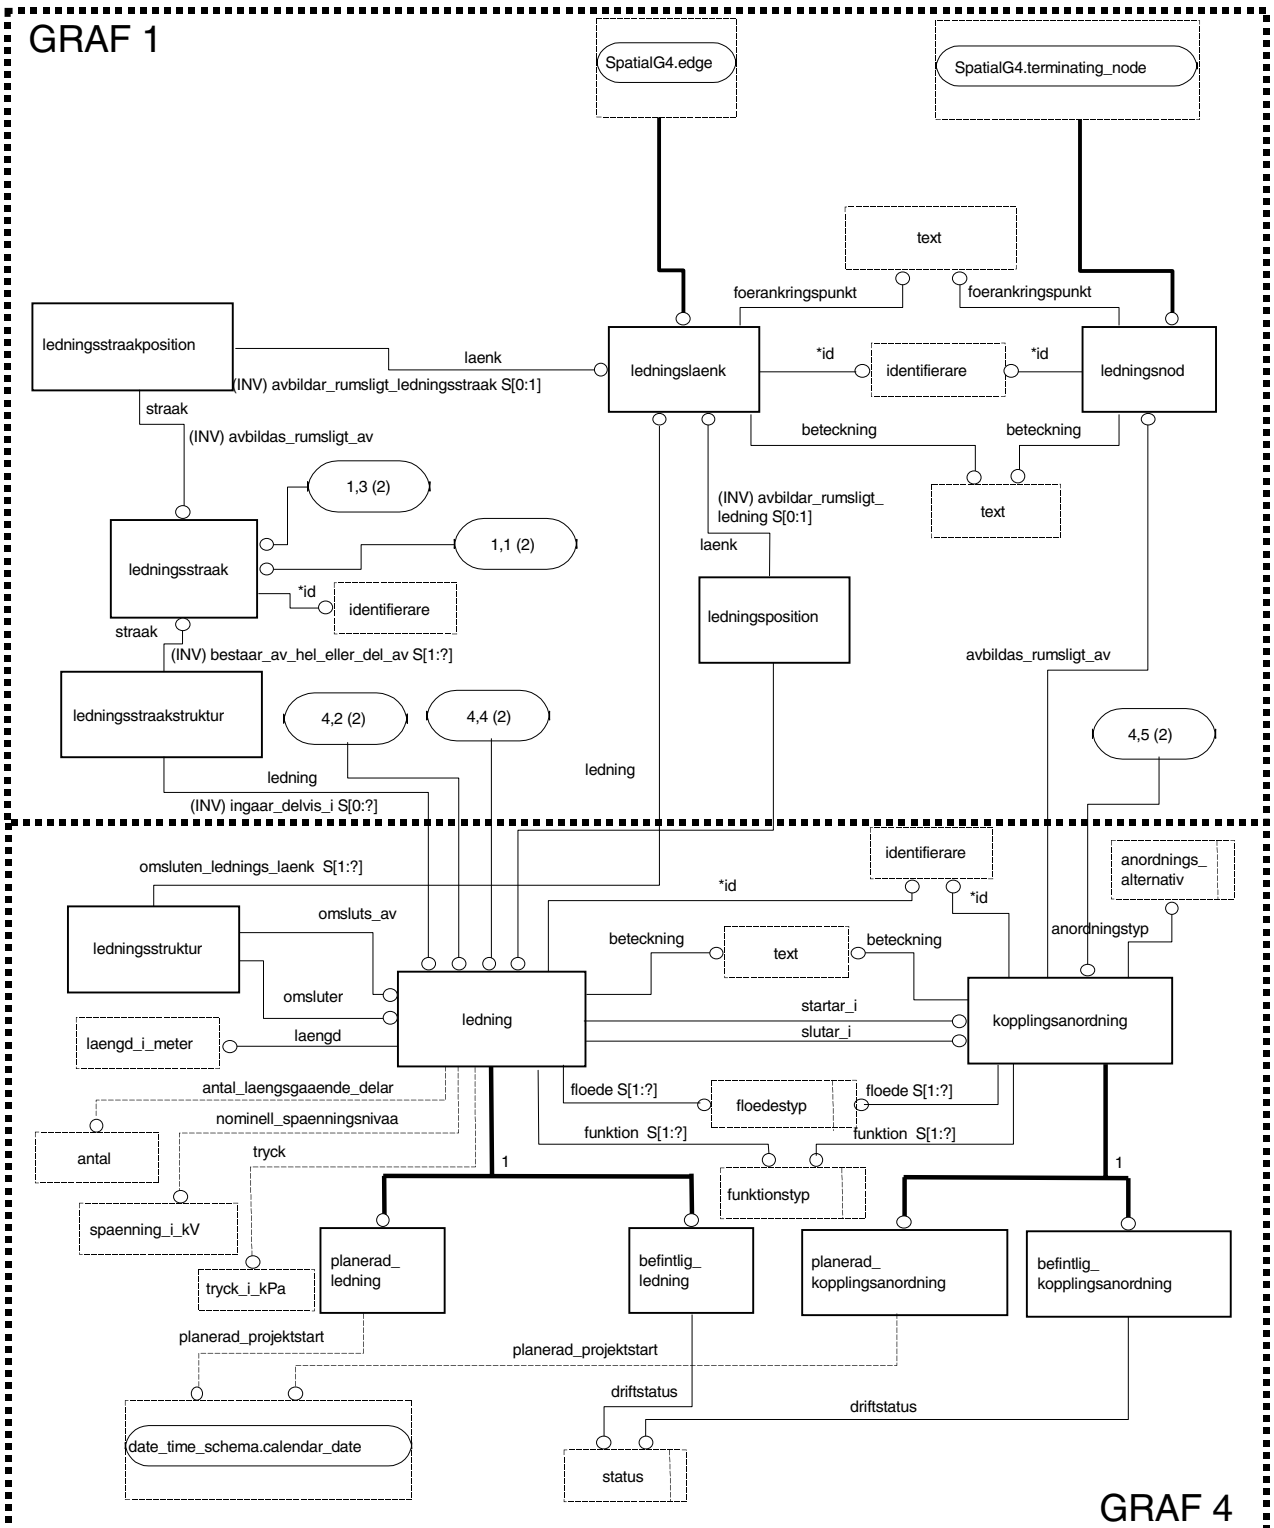 GRAF 1
SpatialG4.edge
SpatialG4.terminating_node
text
foerankringspunkt
foerankringspunkt
ledningsstraakposition
laenk
(INV) avbildar_rumsligt_ledningsstraak S[0:1]
ledningslaenk
*id
identifierare
*id
ledningsnod
straak
(INV) avbildas_rumsligt_av
beteckning
beteckning
1,3 (2)
(INV) avbildar_rumsligt_
ledning S[0:1]
text
1,1 (2)
laenk
ledningsstraak
*id
identifierare
ledningsposition
straak
(INV) bestaar_av_hel_eller_del_av S[1:?]
avbildas_rumsligt_av
ledningsstraakstruktur
4,2 (2)
4,4 (2)
4,5 (2)
ledning
ledning
(INV) ingaar_delvis_i S[0:?]
omsluten_lednings_laenk S[1:?]
identifierare
anordnings_
alternativ
*id
*id
omsluts_av
anordningstyp
ledningsstruktur
beteckning
text
beteckning
omsluter
ledning
startar_i
kopplingsanordning
slutar_i
laengd_i_meter
laengd
antal_laengsgaaende_delar
floede S[1:?]
floedestyp
floede S[1:?]
nominell_spaenningsnivaa
funktion S[1:?]
funktion S[1:?]
antal
tryck
1
1
funktionstyp
spaenning_i_kV
planerad_
ledning
befintlig_
ledning
planerad_
kopplingsanordning
befintlig_
kopplingsanordning
tryck_i_kPa
planerad_projektstart
planerad_projektstart
driftstatus
driftstatus
date_time_schema.calendar_date
status
GRAF 4